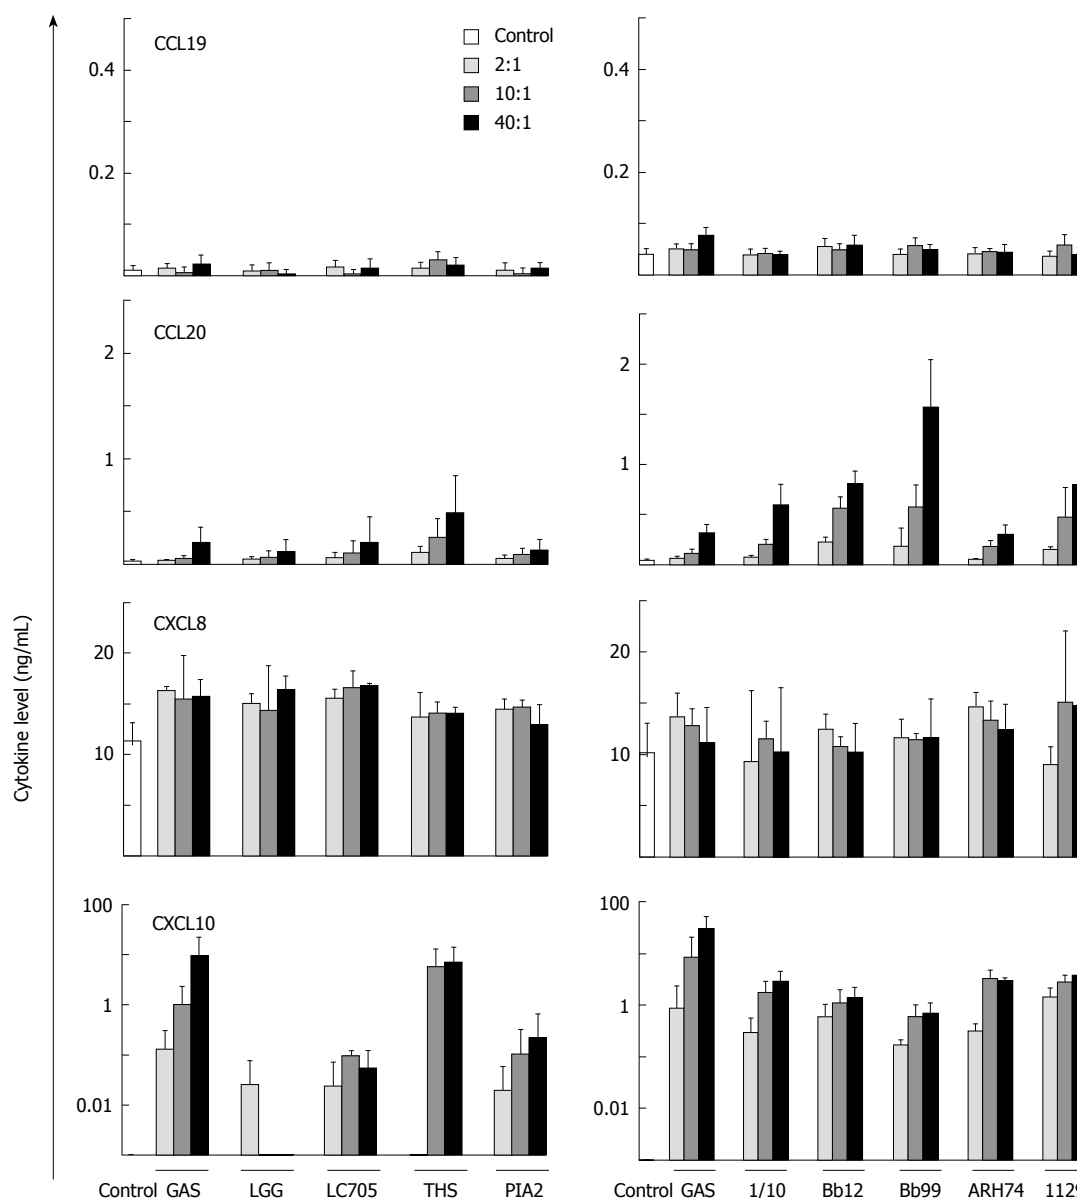 CCL19
Control
2:1
10:1
40:1
0.4
0.2
0.4
0.2
CCL20
2
1
2
1
CXCL8
20
10
20
10
Cytokine level (ng/mL)
CXCL10
100
1
0.01
100
1
0.01
Control GAS LGG LC705 THS PIA2
Control GAS 1/10 Bb12 Bb99 ARH74 1129